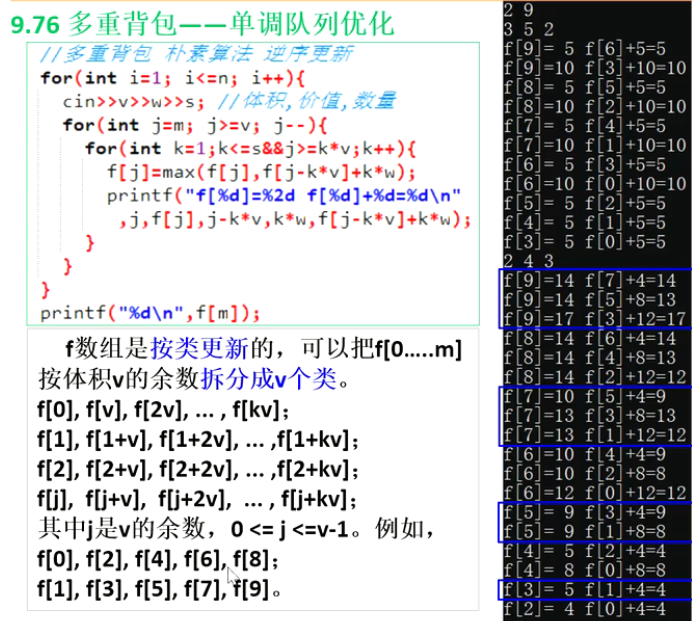 9.76 多重背包——单调队列优化
//多重背包 朴素算法 逆序更新
for(int i=1; i<=n; i++){
cin>>v>>w>>s; //体积,价值,数量
for(int j=m; j>=v; j--){
for(int k=1;k<=s&&j>=k*v;k++){
f[j]=max(f[j],f[j-k*v]+k*w);
printf("f[%d]=%2d f[%d]+%d=%d\n"
,j,f[j],j-k*v,k*w,f[j-k*v]+k*w);
}
}
}
printf("%d\n",f[m]);
f数组是按类更新的，可以把f[0…..m]
按体积v的余数拆分成v个类。
f[0], f[v], f[2v], ... , f[kv]；
f[1], f[1+v], f[1+2v], ... ,f[1+kv]；
f[2], f[2+v], f[2+2v], ... ,f[2+kv]；
f[j], f[j+v], f[j+2v], ... , f[j+kv]；
其中j是v的余数，0 <= j <=v-1。例如，
f[0], f[2], f[4], f[6], f[8]；
f[1], f[3], f[5], f[7], f[9]。
2 9
3 5 2
f[9]= 5 f[6]+5=5
f[9]=10 f[3]+10=10
f[8]= 5 f[5]+5=5
f[8]=10 f[2]+10=10
f[7]= 5 f[4]+5=5
f[7]=10 f[1]+10=10
f[6]= 5 f[3]+5=5
f[6]=10 f[0]+10=10
f[5]= 5 f[2]+5=5
f[4]= 5 f[1]+5=5
f[3]= 5 f[0]+5=5
2 4 3
f[9]=14 f[7]+4=14
f[9]=14 f[5]+8=13
f[9]=17 f[3]+12=17
f[8]=14 f[6]+4=14
f[8]=14 f[4]+8=13
f[8]=14 f[2]+12=12
f[7]=10 f[5]+4=9
f[7]=13 f[3]+8=13
f[7]=13 f[1]+12=12
f[6]=10 f[4]+4=9
f[6]=10 f[2]+8=8
f[6]=12 f[0]+12=12
f[5]= 9 f[3]+4=9
f[5]= 9 f[1]+8=8
f[4]= 5 f[2]+4=4
f[4]= 8 f[0]+8=8
f[3]= 5 f[1]+4=4
f[2]= 4 f[0]+4=4